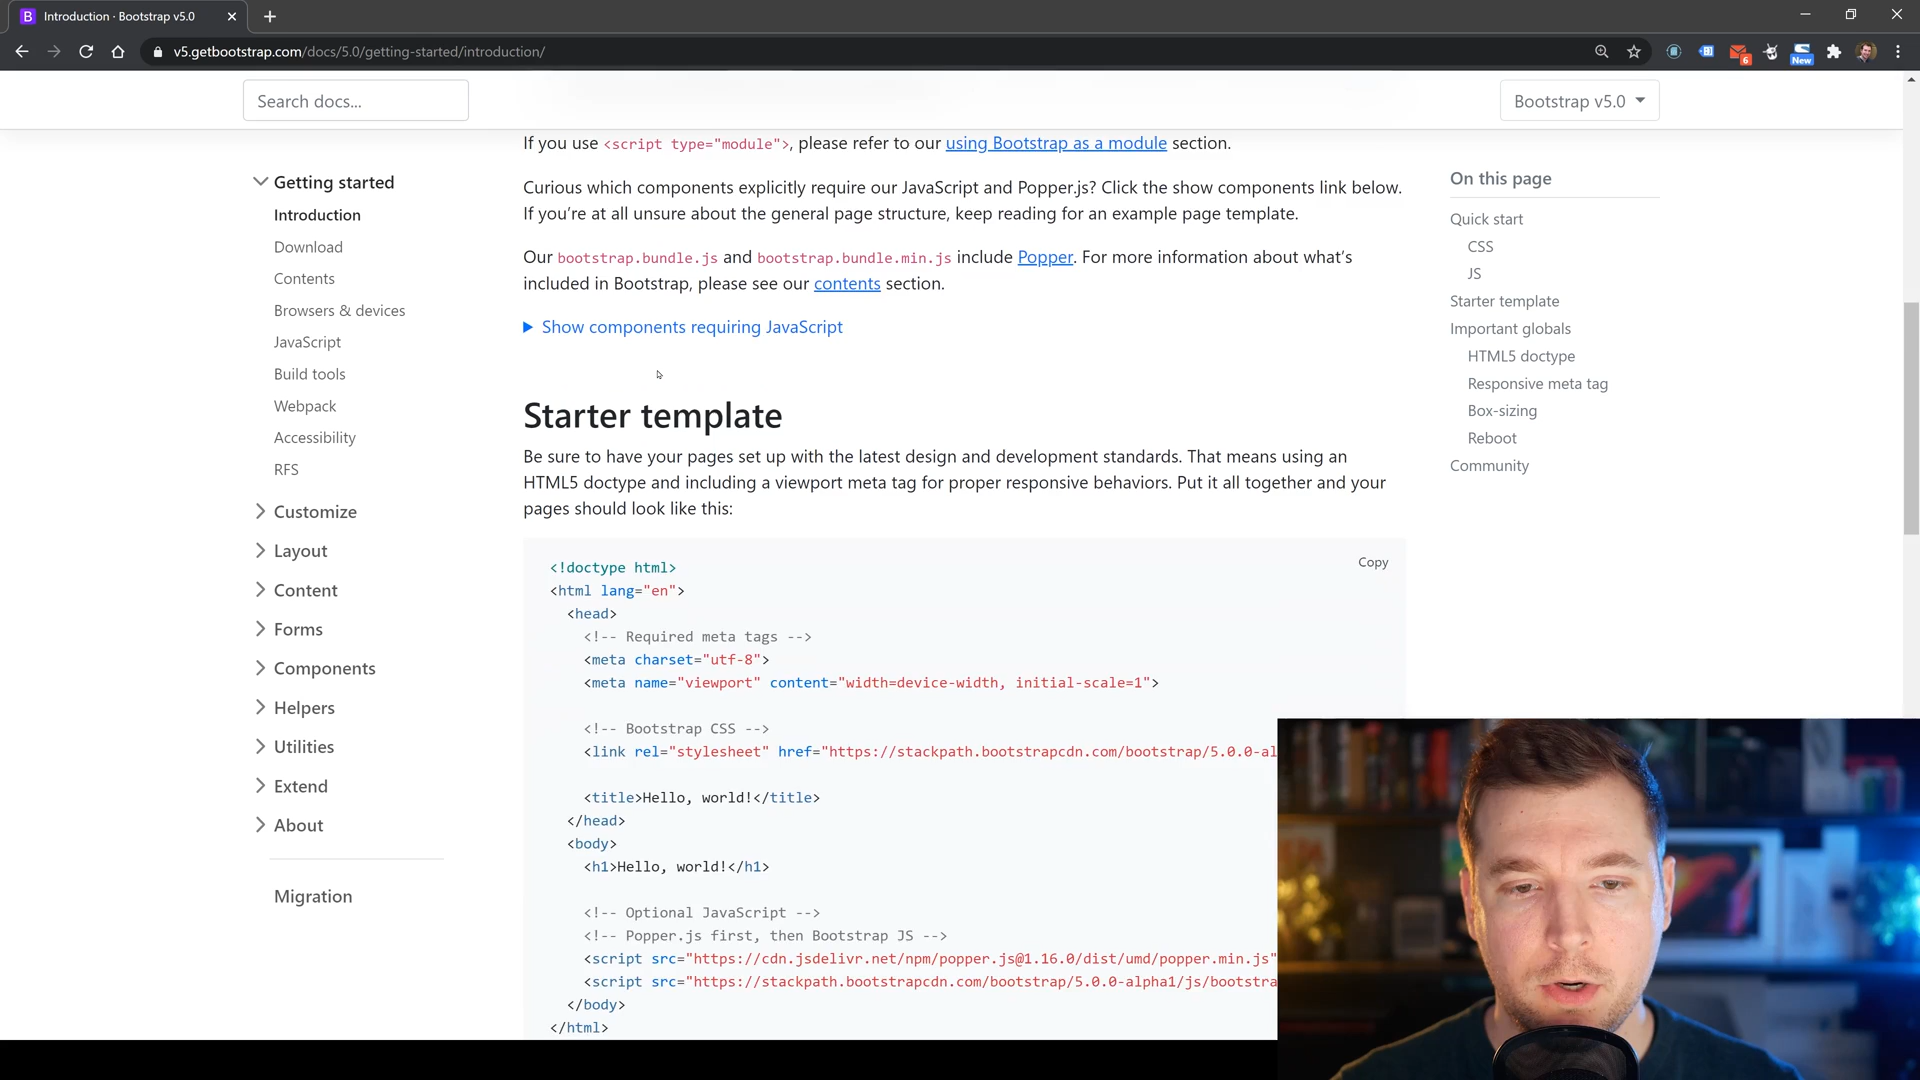 Introduction · Bootstrap v5.0
v5.getbootstrap.com/docs/5.0/getting-started/introduction/
6
New
Search docs...
Bootstrap v5.0
Getting started
Introduction
Download
Contents
Browsers & devices
JavaScript
Build tools
Webpack
Accessibility
RFS
Customize
Layout
Content
Forms
Components
Helpers
Utilities
Extend
About
Migration
If you use <script type="module">, please refer to our using Bootstrap as a module section.
Curious which components explicitly require our JavaScript and Popper.js? Click the show components link below.
If you’re at all unsure about the general page structure, keep reading for an example page template.
Our bootstrap.bundle.js and bootstrap.bundle.min.js include Popper. For more information about what’s
included in Bootstrap, please see our contents section.
Show components requiring JavaScript
Starter template
Be sure to have your pages set up with the latest design and development standards. That means using an
HTML5 doctype and including a viewport meta tag for proper responsive behaviors. Put it all together and your
pages should look like this:
Copy
<!doctype html>
<html lang="en">
<head>
<!-- Required meta tags -->
<meta charset="utf-8">
<meta name="viewport" content="width=device-width, initial-scale=1">
<!-- Bootstrap CSS -->
<link rel="stylesheet" href="https://stackpath.bootstrapcdn.com/bootstrap/5.0.0-al
<title>Hello, world!</title>
</head>
<body>
<h1>Hello, world!</h1>
<!-- Optional JavaScript -->
<!-- Popper.js first, then Bootstrap JS -->
<script src="https://cdn.jsdelivr.net/npm/popper.js@1.16.0/dist/umd/popper.min.js"
<script src="https://stackpath.bootstrapcdn.com/bootstrap/5.0.0-alpha1/js/bootstra
</body>
</html>
On this page
Quick start
CSS
JS
Starter template
Important globals
HTML5 doctype
Responsive meta tag
Box-sizing
Reboot
Community